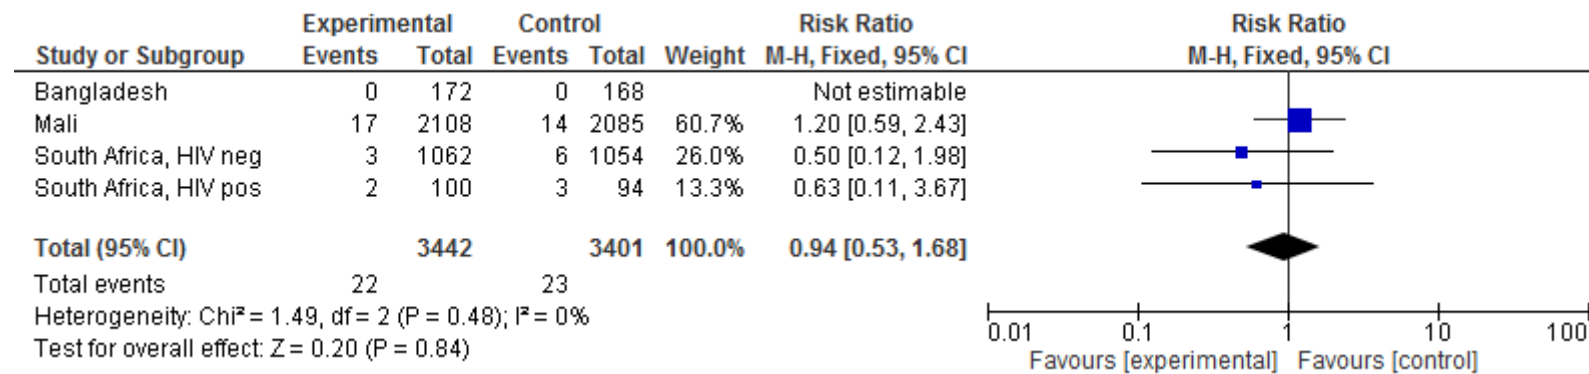 Experimental Control Risk Ratio Risk Ratio
Study or Subgroup Events Total Events Total Weight M-H, Fixed, 95% CI M-H, Fixed, 95% CI
Bangladesh 0 172 0 168 Not estimable
Mali 17 2108 14 2085 60.7% 1.20 [0.59, 2.43]
South Africa, HIV neg 3 1062 6 1054 26.0% 0.50 [0.12, 1.98]
South Africa, HIV pos 2 100 3 94 13.3% 0.63 [0.11, 3.67]
Total (95% CI) 3442 3401 100.0% 0.94 [0.53, 1.68]
Total events 22 23
Heterogeneity: Chi² = 1.49, df = 2 (P = 0.48); I² = 0%
Test for overall effect: Z = 0.20 (P = 0.84)
0.01 0.1 1 10 100
Favours [experimental] Favours [control]